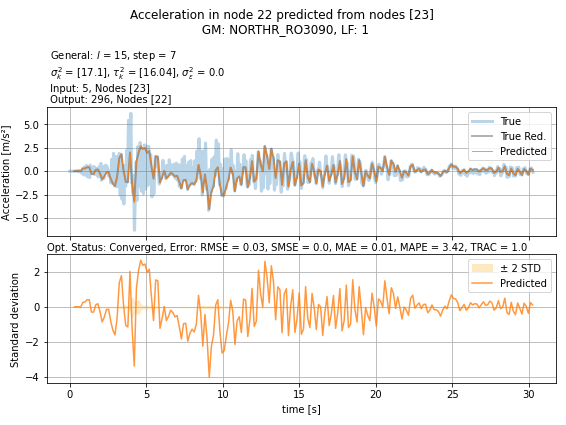 Acceleration in node 22 predicted from nodes [23]
GM: NORTHR_RO3090, LF: 1
General: l = 15, step = 7
σ²ₖ = [17.1], τ²ₖ = [16.04], σ²ε = 0.0
Input: 5, Nodes [23]
Output: 296, Nodes [22]
Acceleration [m/s²]
5.0
2.5
0.0
−2.5
−5.0
True
True Red.
Predicted
Opt. Status: Converged, Error: RMSE = 0.03, SMSE = 0.0, MAE = 0.01, MAPE = 3.42, TRAC = 1.0
Standard deviation
2
0
−2
−4
± 2 STD
Predicted
0 5 10 15 20 25 30
time [s]